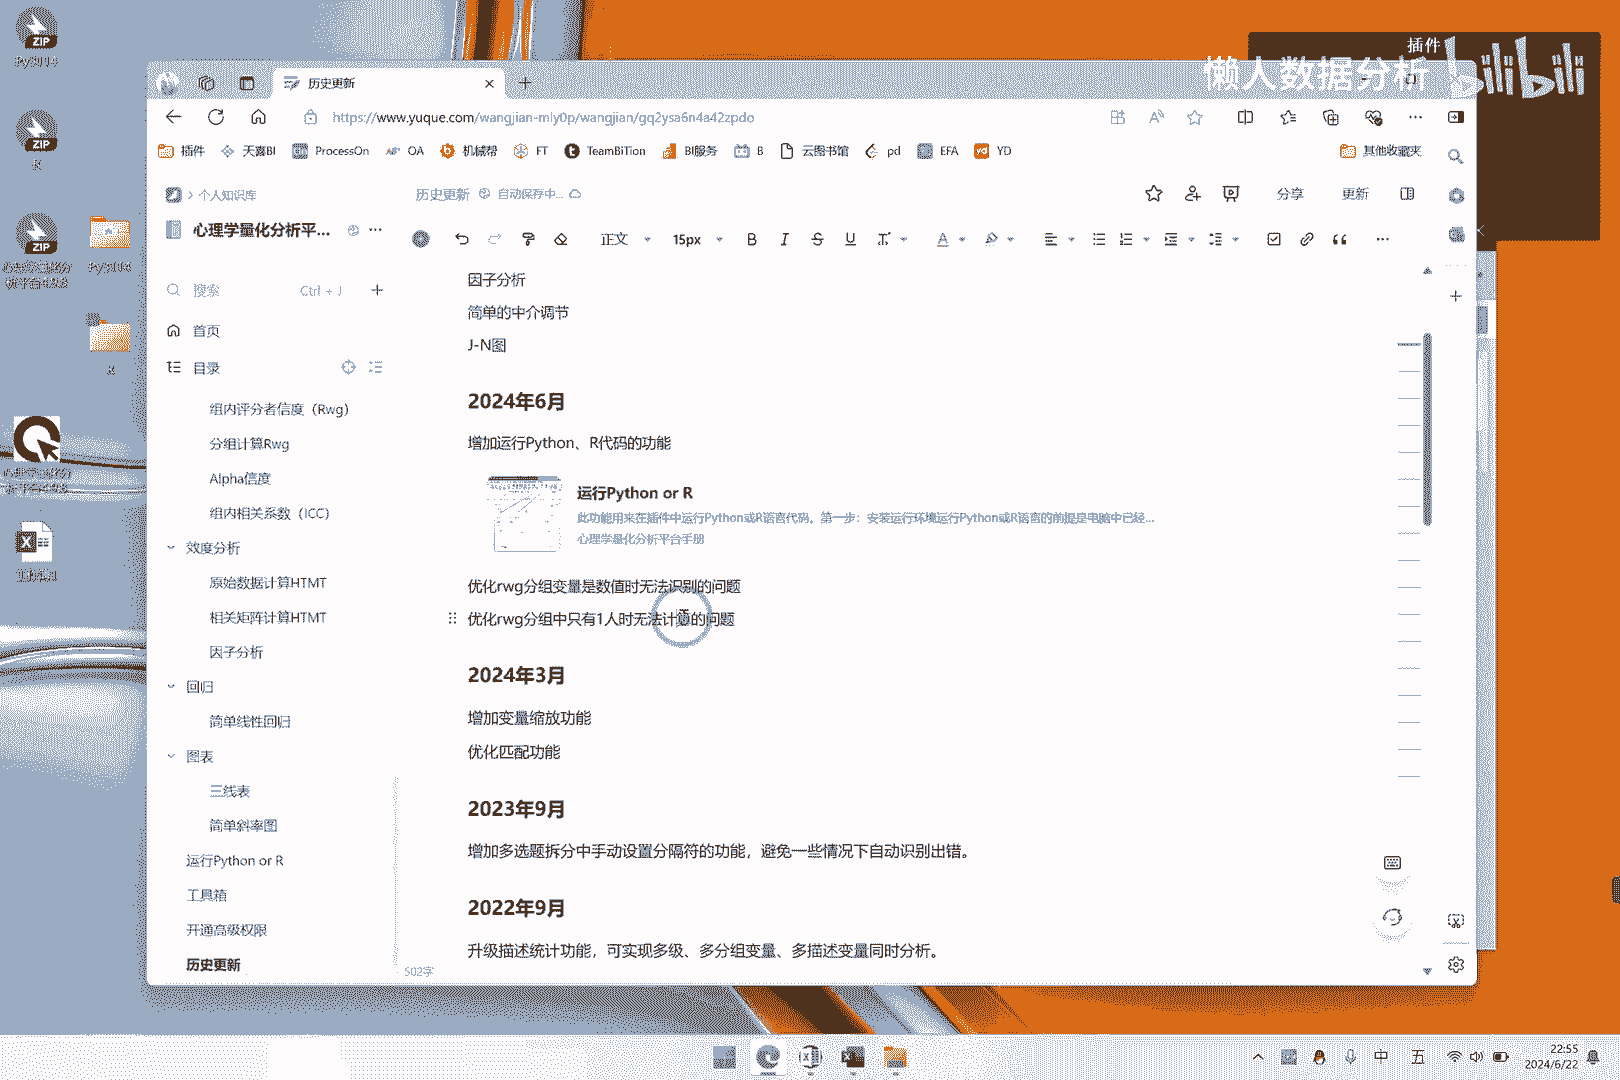 插件
懒人数据分析 bilibili
ZIP
ZIP
ZIP
历史更新
https://www.yuque.com/wangjian-mly0p/wangjian/gq2ysa6n4a42zpdo
插件 天喜BI ProcessOn OA 机械帮 FT TeamBiTion BI服务 B 云图书馆 pd EFA YD 其他收藏夹
个人知识库
历史更新 自动保存中...
分享 更新
心理学量化分析平...
正文 15px
搜索 Ctrl + J
首页
目录
组内评分者信度（Rwg）
分组计算Rwg
Alpha信度
组内相关系数（ICC）
效度分析
原始数据计算HTMT
相关矩阵计算HTMT
因子分析
回归
简单线性回归
图表
三线表
简单斜率图
运行Python or R
工具箱
开通高级权限
历史更新
因子分析
简单的中介调节
J-N图
2024年6月
增加运行Python、R代码的功能
运行Python or R
此功能用来在插件中运行Python或R语言代码。第一步：安装运行环境运行Python或R语言的前提是电脑中已经...
心理学量化分析平台手册
优化rwg分组变量是数值时无法识别的问题
优化rwg分组中只有1人时无法计算的问题
2024年3月
增加变量缩放功能
优化匹配功能
2023年9月
增加多选题拆分中手动设置分隔符的功能，避免一些情况下自动识别出错。
2022年9月
升级描述统计功能，可实现多级、多分组变量、多描述变量同时分析。
502字
中 五
22:55
2024/6/22